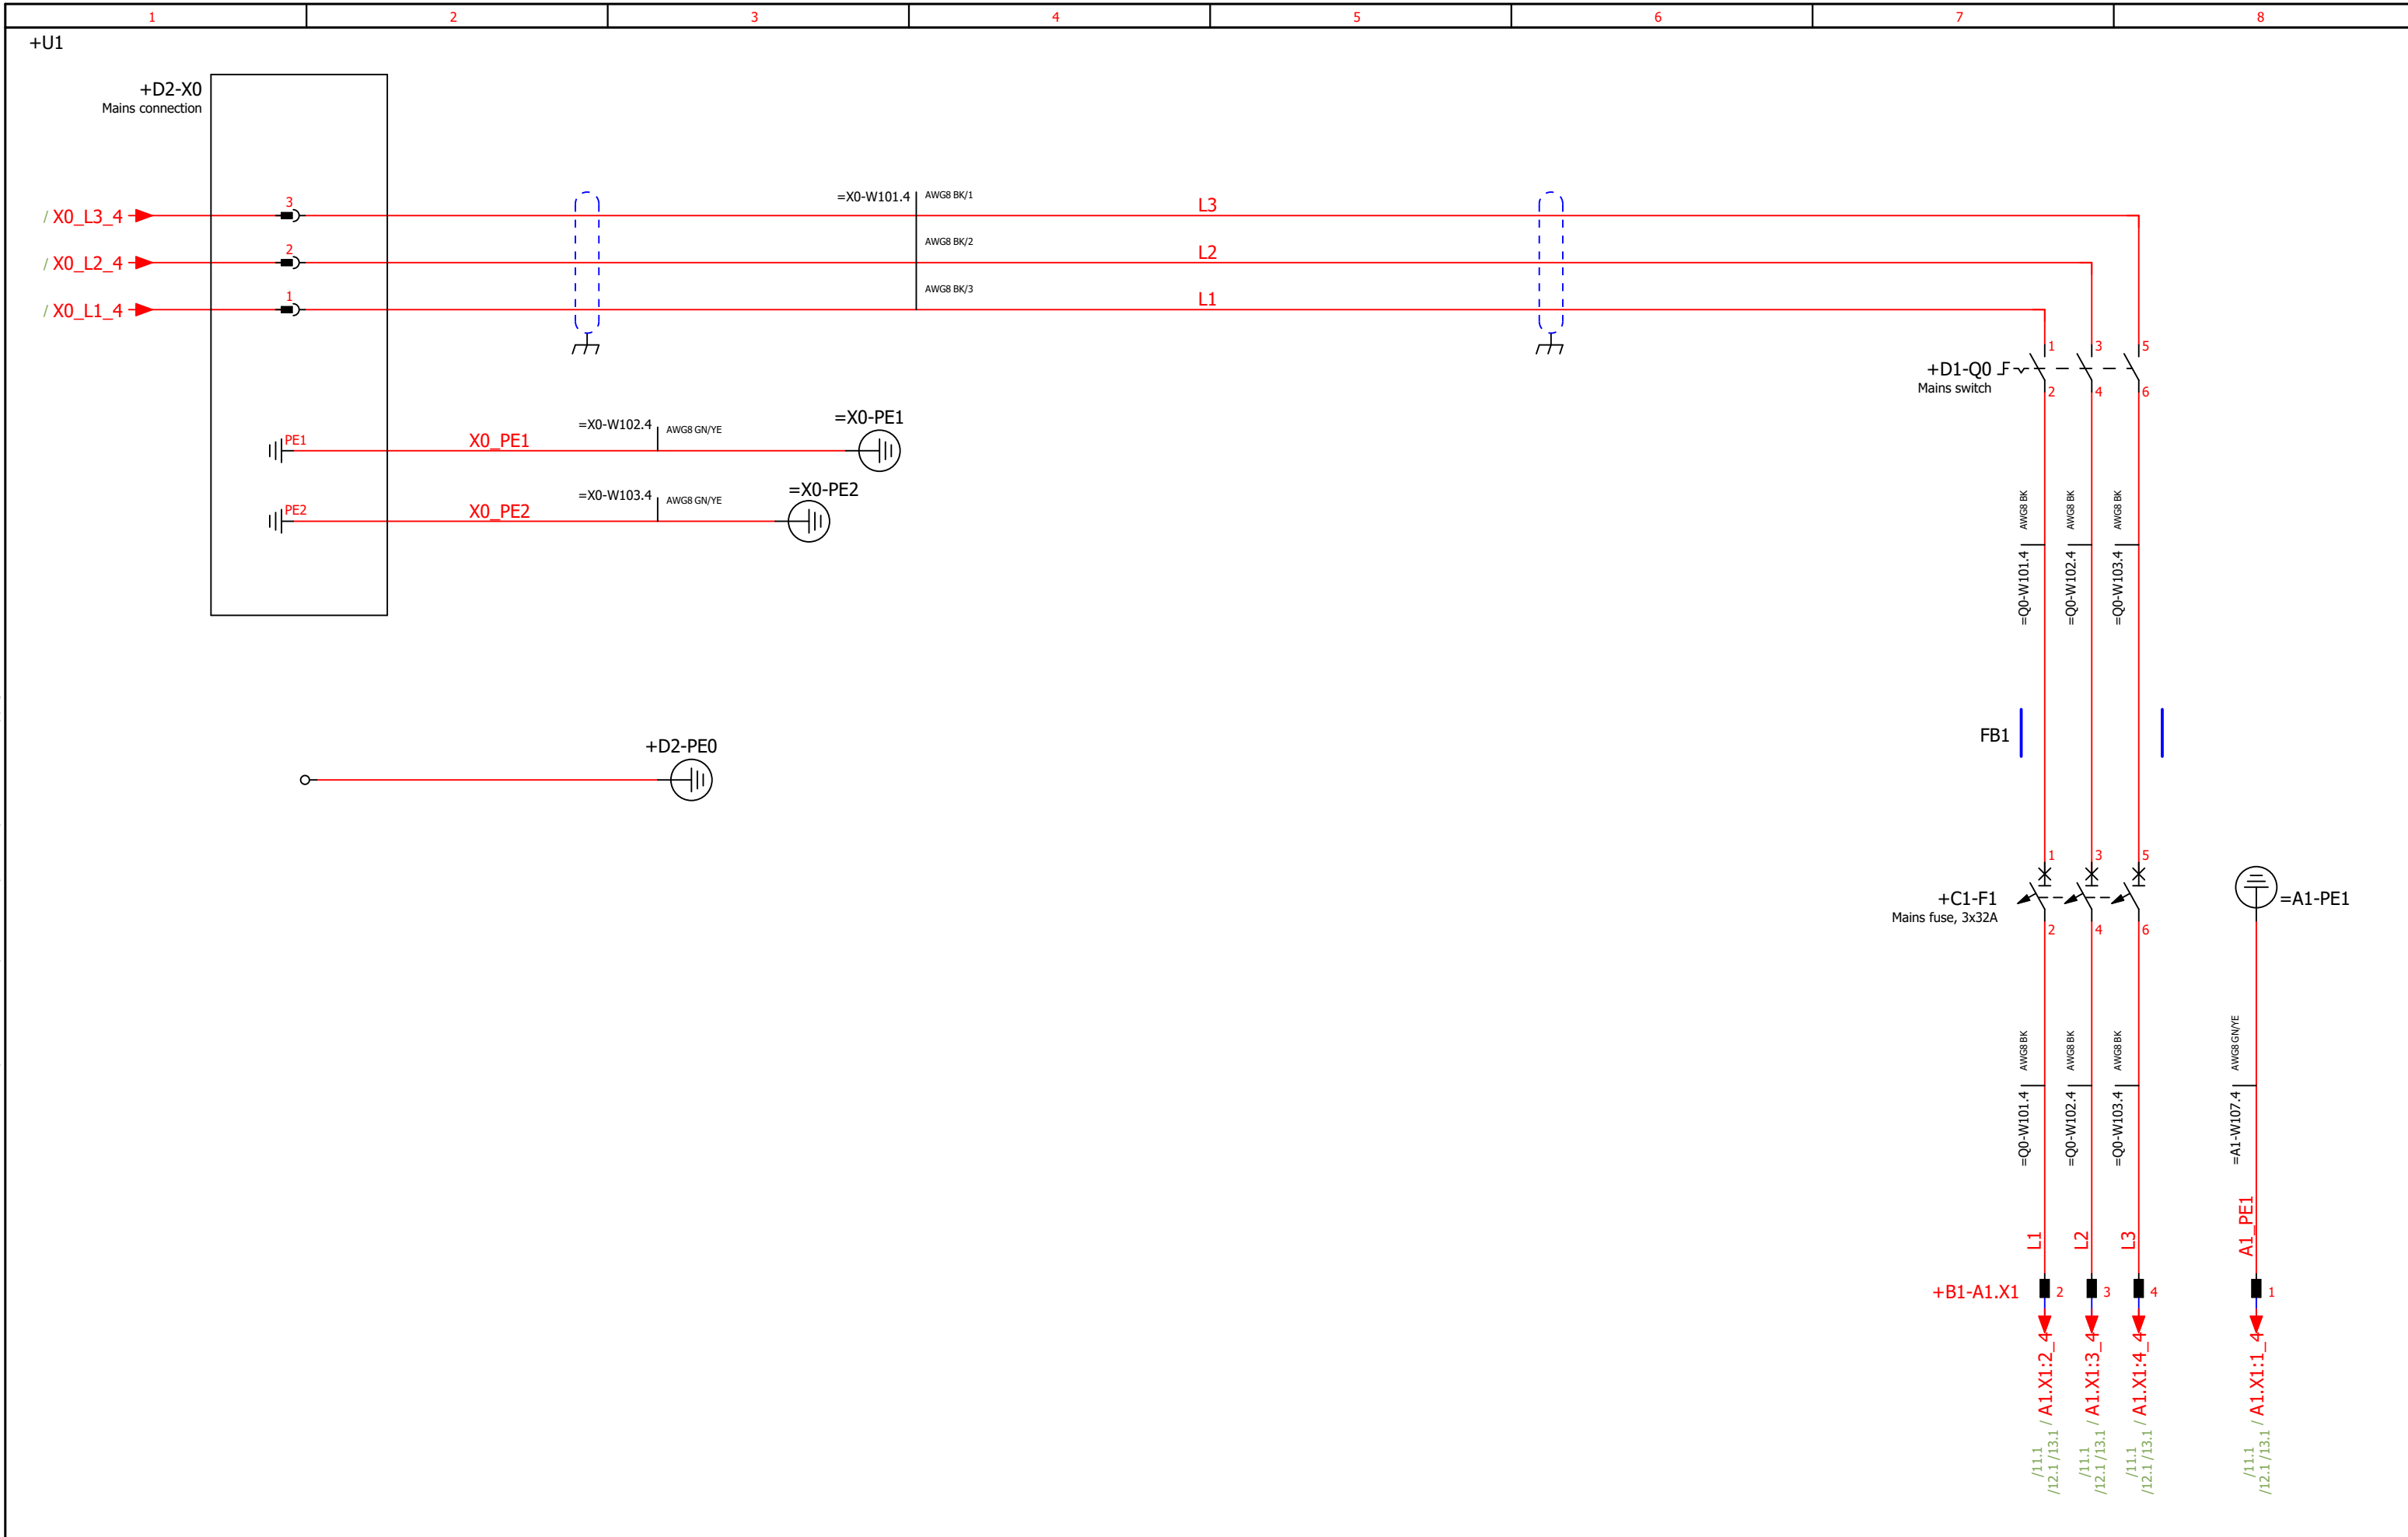 1 2 3 4 5 6 7 8
+U1
+D2-X0
Mains connection
/ X0_L3_4
3
=X0-W101.4
AWG8 BK/1
L3
/ X0_L2_4
2
AWG8 BK/2
L2
/ X0_L1_4
1
AWG8 BK/3
L1
+D1-Q0
Mains switch
1 3 5
2 4 6
PE1
X0_PE1
=X0-W102.4
AWG8 GN/YE
=X0-PE1
PE2
X0_PE2
=X0-W103.4
AWG8 GN/YE
=X0-PE2
AWG8 BK
AWG8 BK
AWG8 BK
=Q0-W101.4
=Q0-W102.4
=Q0-W103.4
+D2-PE0
FB1
+C1-F1
Mains fuse, 3x32A
1 3 5
2 4 6
=A1-PE1
AWG8 BK
AWG8 BK
AWG8 BK
AWG8 GN/YE
=Q0-W101.4
=Q0-W102.4
=Q0-W103.4
=A1-W107.4
L1
L2
L3
A1_PE1
+B1-A1.X1
2 3 4 1
/ A1.X1:2_4
/ A1.X1:3_4
/ A1.X1:4_4
/ A1.X1:1_4
/11.1
/12.1 /13.1
/11.1
/12.1 /13.1
/11.1
/12.1 /13.1
/11.1
/12.1 /13.1